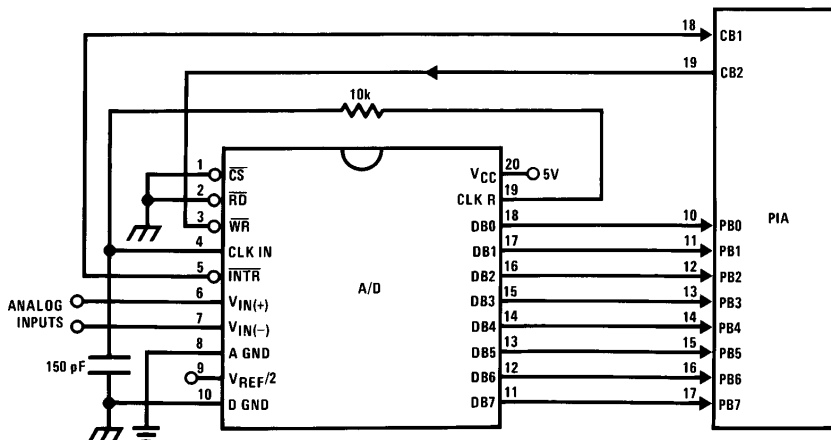 18 CB1
19 CB2
10k
1 CS
2 RD
3 WR
4 CLK IN
5 INTR
6 VIN(+)
7 VIN(−)
8 A GND
9 VREF/2
10 D GND
ANALOG
INPUTS
150 pF
A/D
VCC 20 5V
CLK R 19
DB0 18 10 PB0
DB1 17 11 PB1
DB2 16 12 PB2
DB3 15 13 PB3
DB4 14 14 PB4
DB5 13 15 PB5
DB6 12 16 PB6
DB7 11 17 PB7
PIA